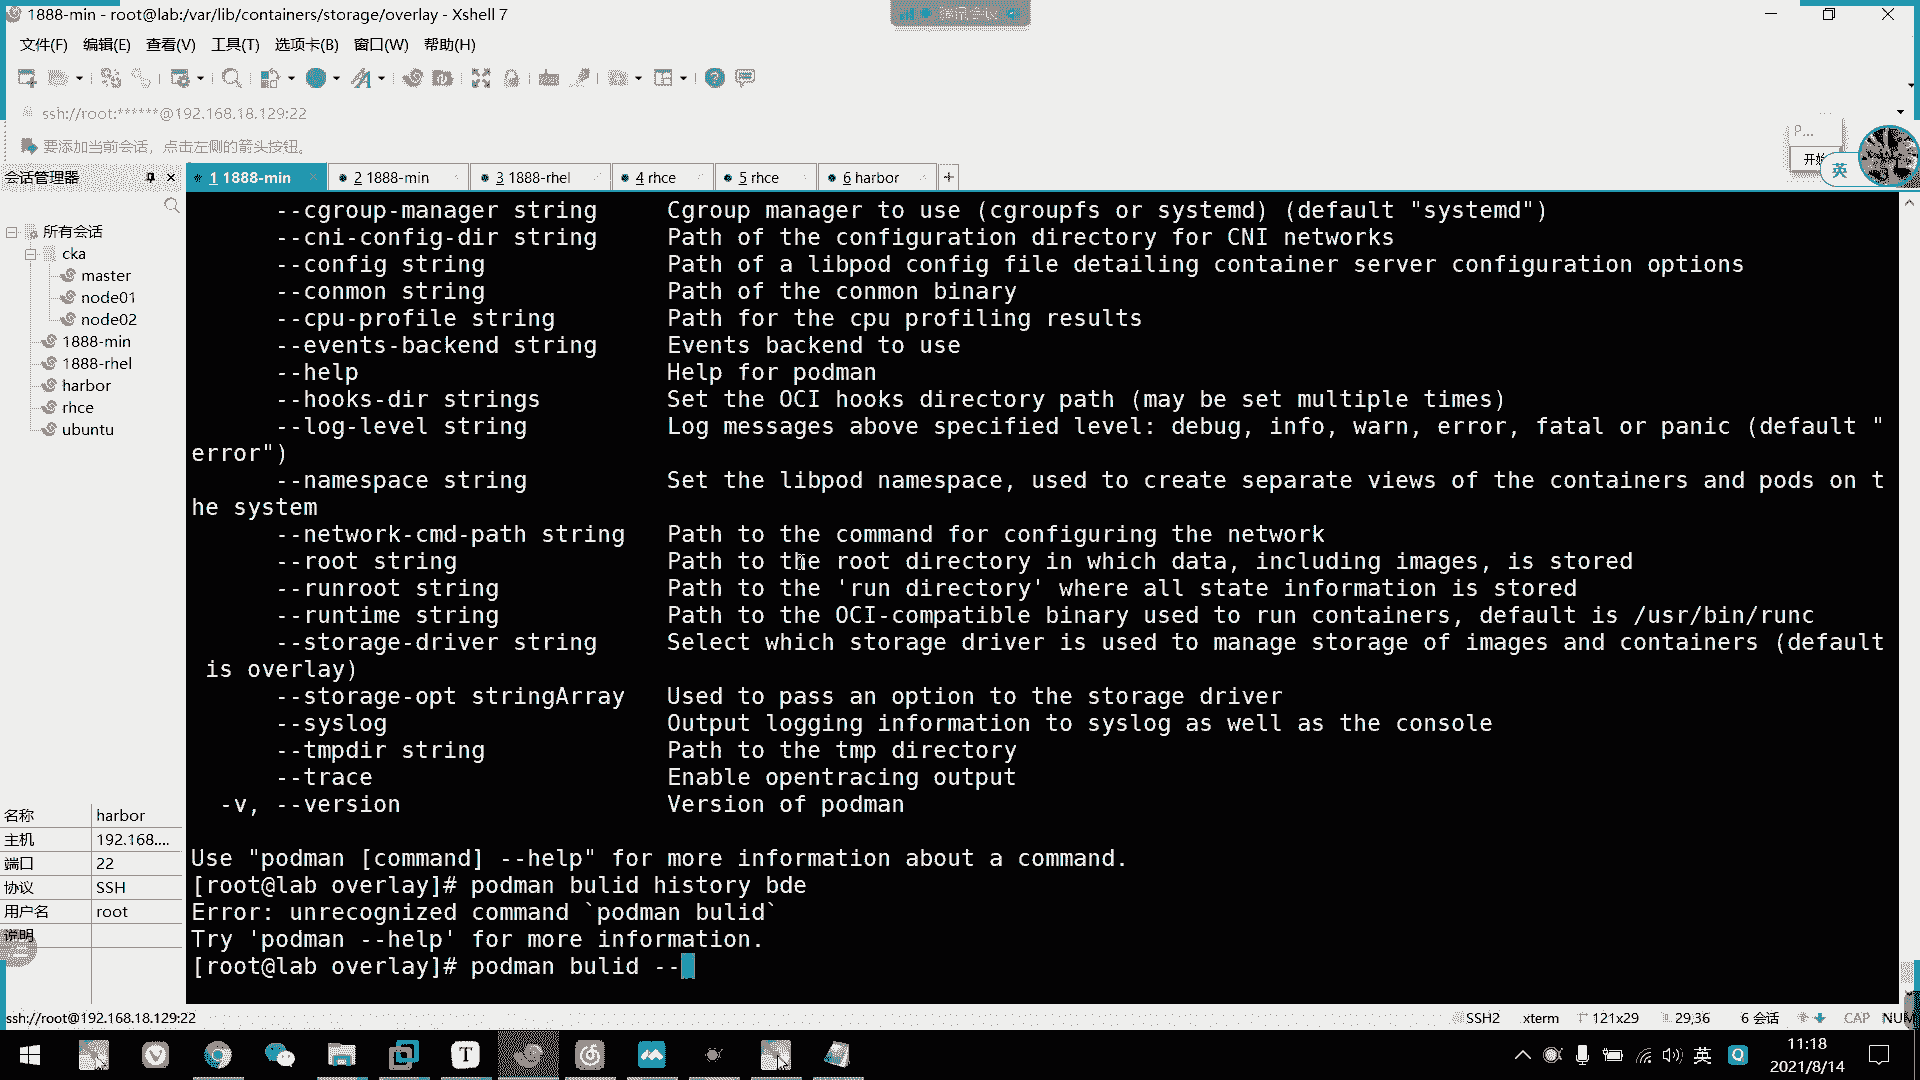 1888-min - root@lab:/var/lib/containers/storage/overlay - Xshell 7
文件(F) 编辑(E) 查看(V) 工具(T) 选项卡(B) 窗口(W) 帮助(H)
ssh://root:******@192.168.18.129:22
要添加当前会话，点击左侧的箭头按钮。
P...
开始
英
会话管理器
1 1888-min
2 1888-min
3 1888-rhel
4 rhce
5 rhce
6 harbor
所有会话
cka
master
node01
node02
1888-min
1888-rhel
harbor
rhce
ubuntu
--cgroup-manager string Cgroup manager to use (cgroupfs or systemd) (default "systemd")
--cni-config-dir string Path of the configuration directory for CNI networks
--config string Path of a libpod config file detailing container server configuration options
--conmon string Path of the conmon binary
--cpu-profile string Path for the cpu profiling results
--events-backend string Events backend to use
--help Help for podman
--hooks-dir strings Set the OCI hooks directory path (may be set multiple times)
--log-level string Log messages above specified level: debug, info, warn, error, fatal or panic (default "
error")
--namespace string Set the libpod namespace, used to create separate views of the containers and pods on t
he system
--network-cmd-path string Path to the command for configuring the network
--root string Path to the root directory in which data, including images, is stored
--runroot string Path to the 'run directory' where all state information is stored
--runtime string Path to the OCI-compatible binary used to run containers, default is /usr/bin/runc
--storage-driver string Select which storage driver is used to manage storage of images and containers (default
is overlay)
--storage-opt stringArray Used to pass an option to the storage driver
--syslog Output logging information to syslog as well as the console
--tmpdir string Path to the tmp directory
--trace Enable opentracing output
-v, --version Version of podman
Use "podman [command] --help" for more information about a command.
[root@lab overlay]# podman bulid history bde
Error: unrecognized command `podman bulid`
Try 'podman --help' for more information.
[root@lab overlay]# podman bulid --
名称 harbor
主机 192.168....
端口 22
协议 SSH
用户名 root
说明
ssh://root@192.168.18.129:22
SSH2
xterm
121x29
29,36
6 会话
CAP
NUM
英
11:18
2021/8/14